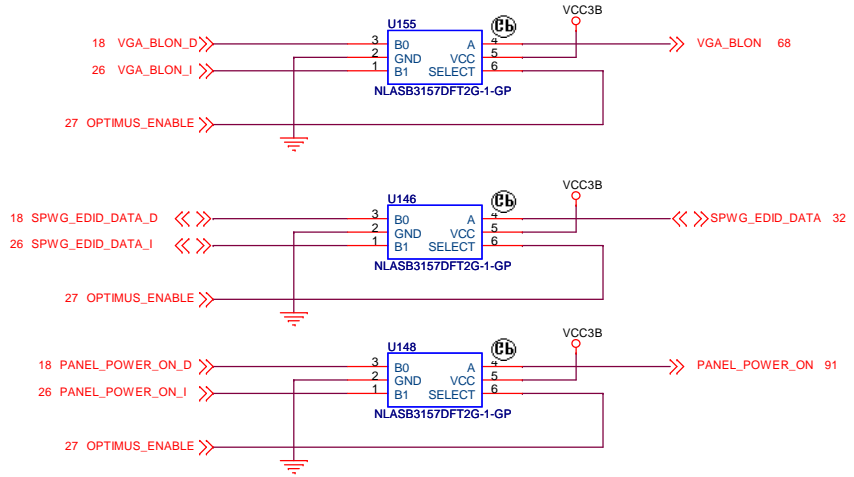 U155 VCC3B
18 VGA_BLON_D 3 B0 A 4 VGA_BLON 68
2 GND VCC 5
26 VGA_BLON_I 1 B1 SELECT 6
NLASB3157DFT2G-1-GP
27 OPTIMUS_ENABLE
U146 VCC3B
18 SPWG_EDID_DATA_D 3 B0 A 4 SPWG_EDID_DATA 32
2 GND VCC 5
26 SPWG_EDID_DATA_I 1 B1 SELECT 6
NLASB3157DFT2G-1-GP
27 OPTIMUS_ENABLE
U148 VCC3B
18 PANEL_POWER_ON_D 3 B0 A 4 PANEL_POWER_ON 91
2 GND VCC 5
26 PANEL_POWER_ON_I 1 B1 SELECT 6
NLASB3157DFT2G-1-GP
27 OPTIMUS_ENABLE